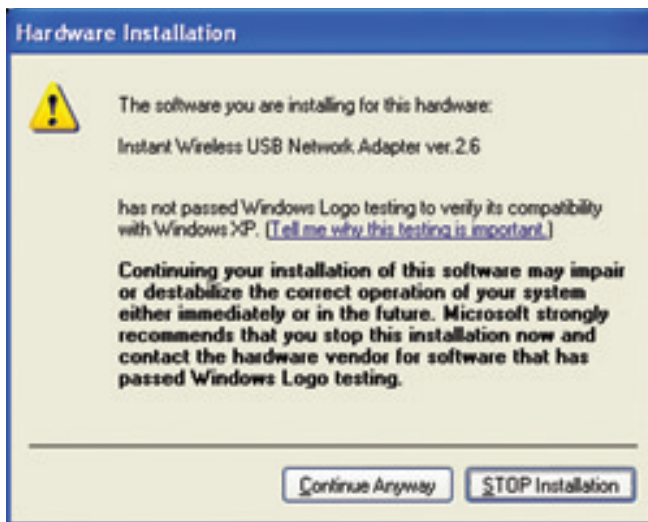 Hardware Installation
The software you are installing for this hardware:
Instant Wireless USB Network Adapter ver.2.6
has not passed Windows Logo testing to verify its compatibility
with Windows XP. (Tell me why this testing is important.)
Continuing your installation of this software may impair
or destabilize the correct operation of your system
either immediately or in the future. Microsoft strongly
recommends that you stop this installation now and
contact the hardware vendor for software that has
passed Windows Logo testing.
Continue Anyway
STOP Installation